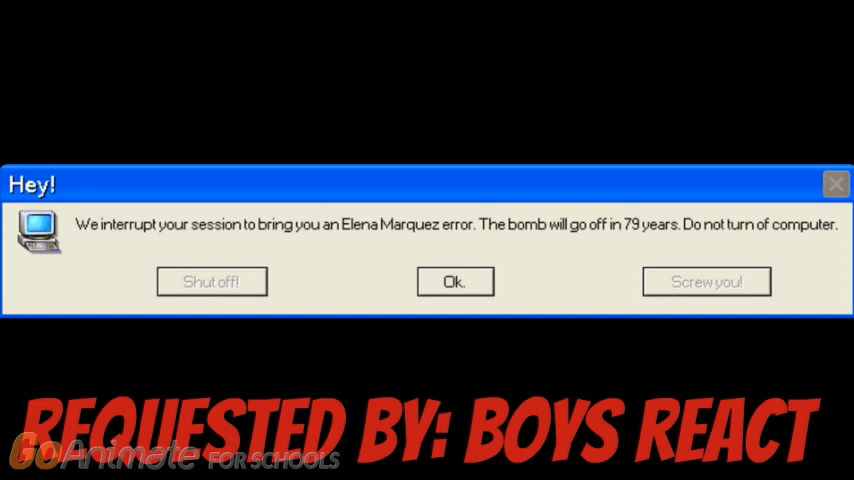 Hey!
We interrupt your session to bring you an Elena Marquez error. The bomb will go off in 79 years. Do not turn of computer.
Shut off! Ok. Screw you!
REQUESTED BY: BOYS REACT
GoAnimate FOR SCHOOLS